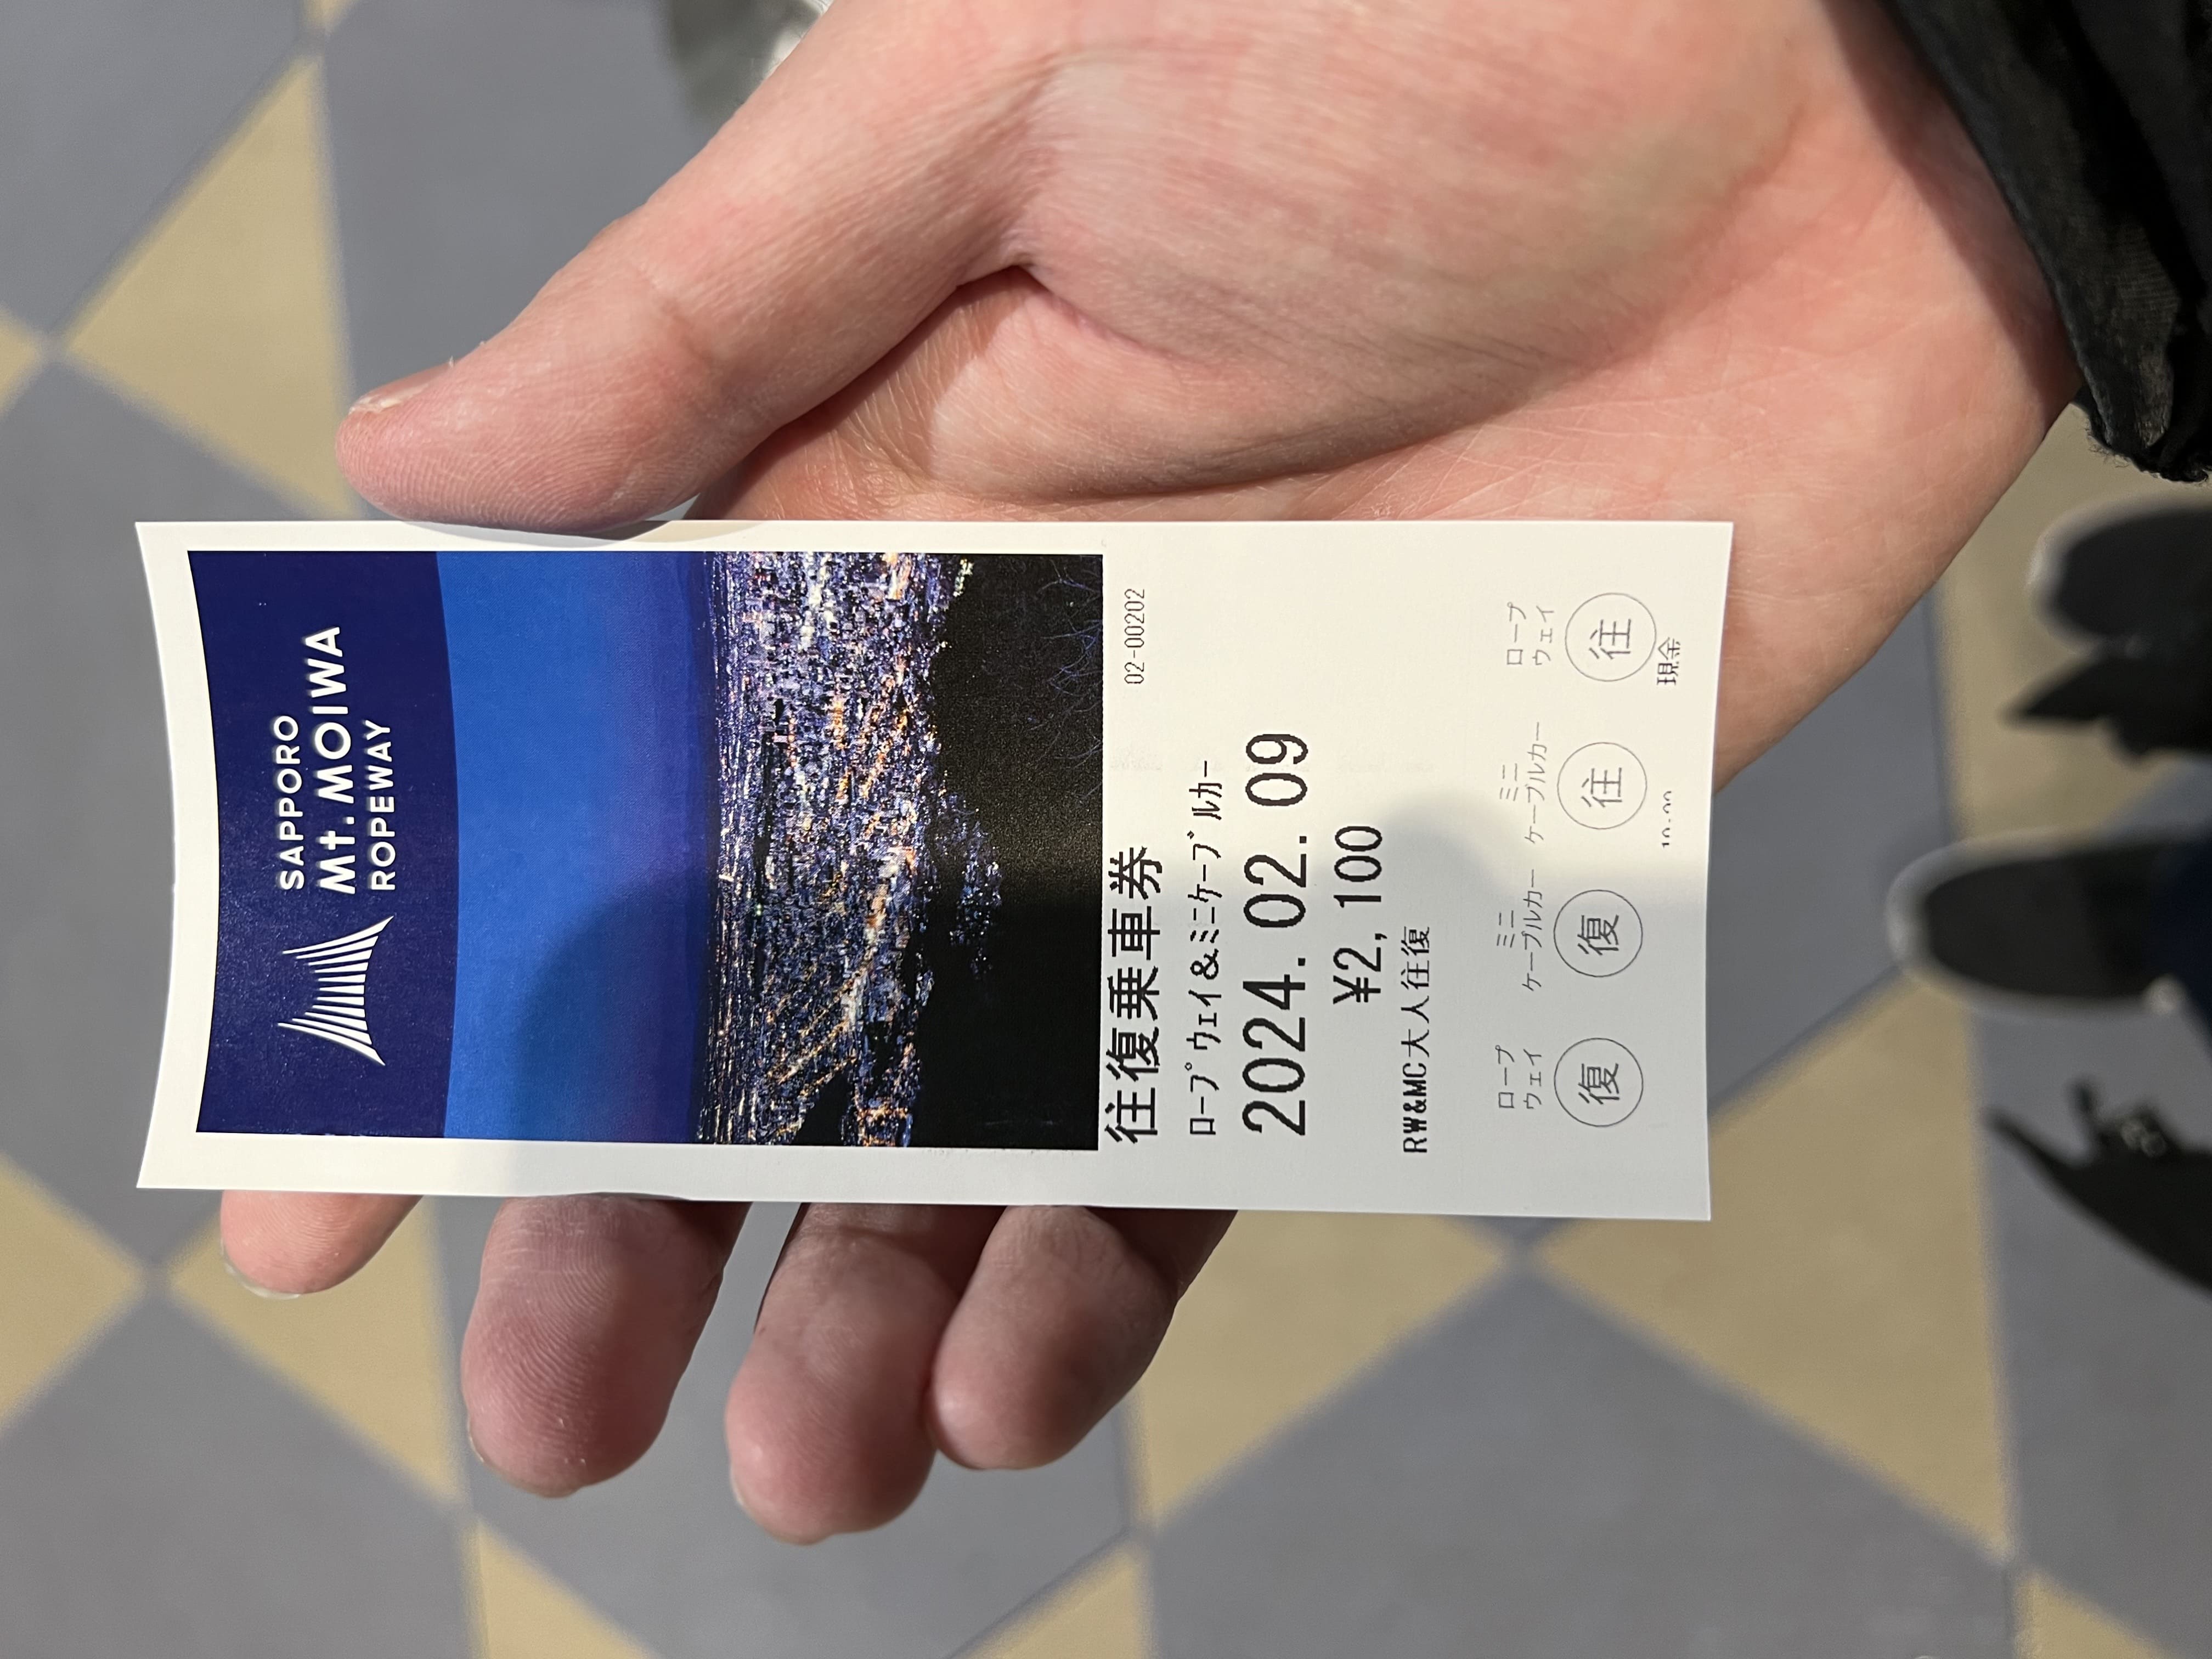 SAPPORO
Mt. MOIWA
ROPEWAY
往復乗車券
02-00202
ロープウェイ&ミニケーブルカー
2024.02.09
¥2,100
RW&MC大人往復
ロープ
ウェイ
復
ミニ
ケーブルカー
復
ミニ
ケーブルカー
往
ロープ
ウェイ
往
現金